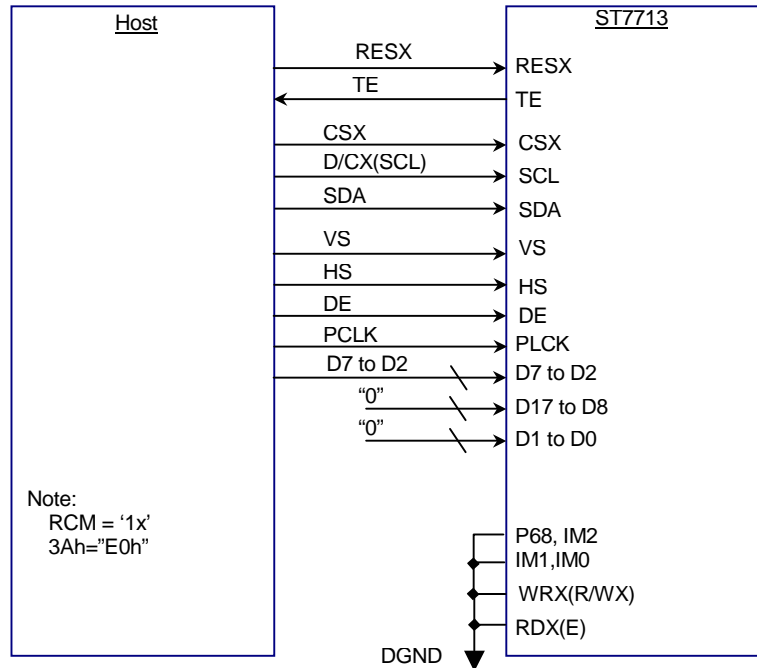 Host
ST7713
RESX
RESX
TE
TE
CSX
CSX
D/CX(SCL)
SCL
SDA
SDA
VS
VS
HS
HS
DE
DE
PCLK
PLCK
D7 to D2
D7 to D2
“0”
D17 to D8
“0”
D1 to D0
Note:
RCM = ‘1x’
3Ah=”E0h”
P68, IM2
IM1,IM0
WRX(R/WX)
RDX(E)
DGND